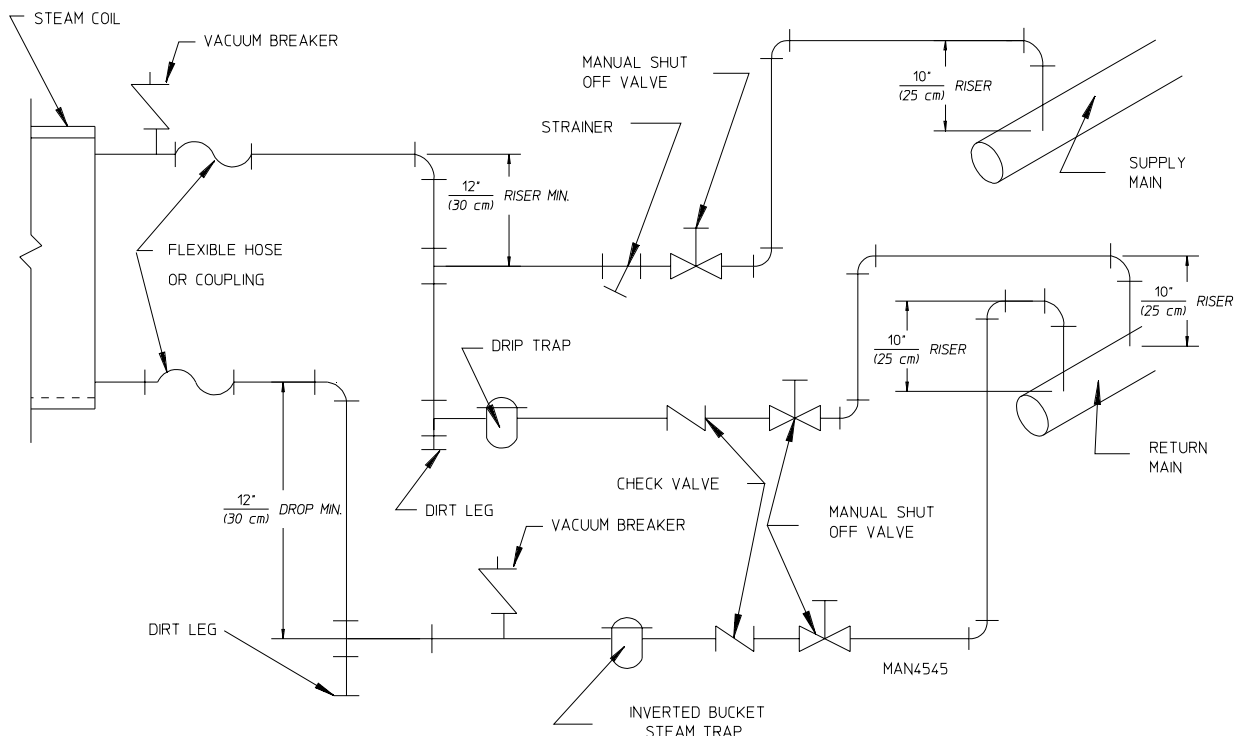 STEAM COIL
VACUUM BREAKER
MANUAL SHUT
OFF VALVE
10"
(25 cm) RISER
STRAINER
SUPPLY
MAIN
12"
(30 cm) RISER MIN.
FLEXIBLE HOSE
OR COUPLING
10"
(25 cm) RISER
10"
(25 cm) RISER
DRIP TRAP
RETURN
MAIN
CHECK VALVE
12"
(30 cm) DROP MIN.
DIRT LEG
MANUAL SHUT
OFF VALVE
VACUUM BREAKER
DIRT LEG
MAN4545
INVERTED BUCKET
STEAM TRAP